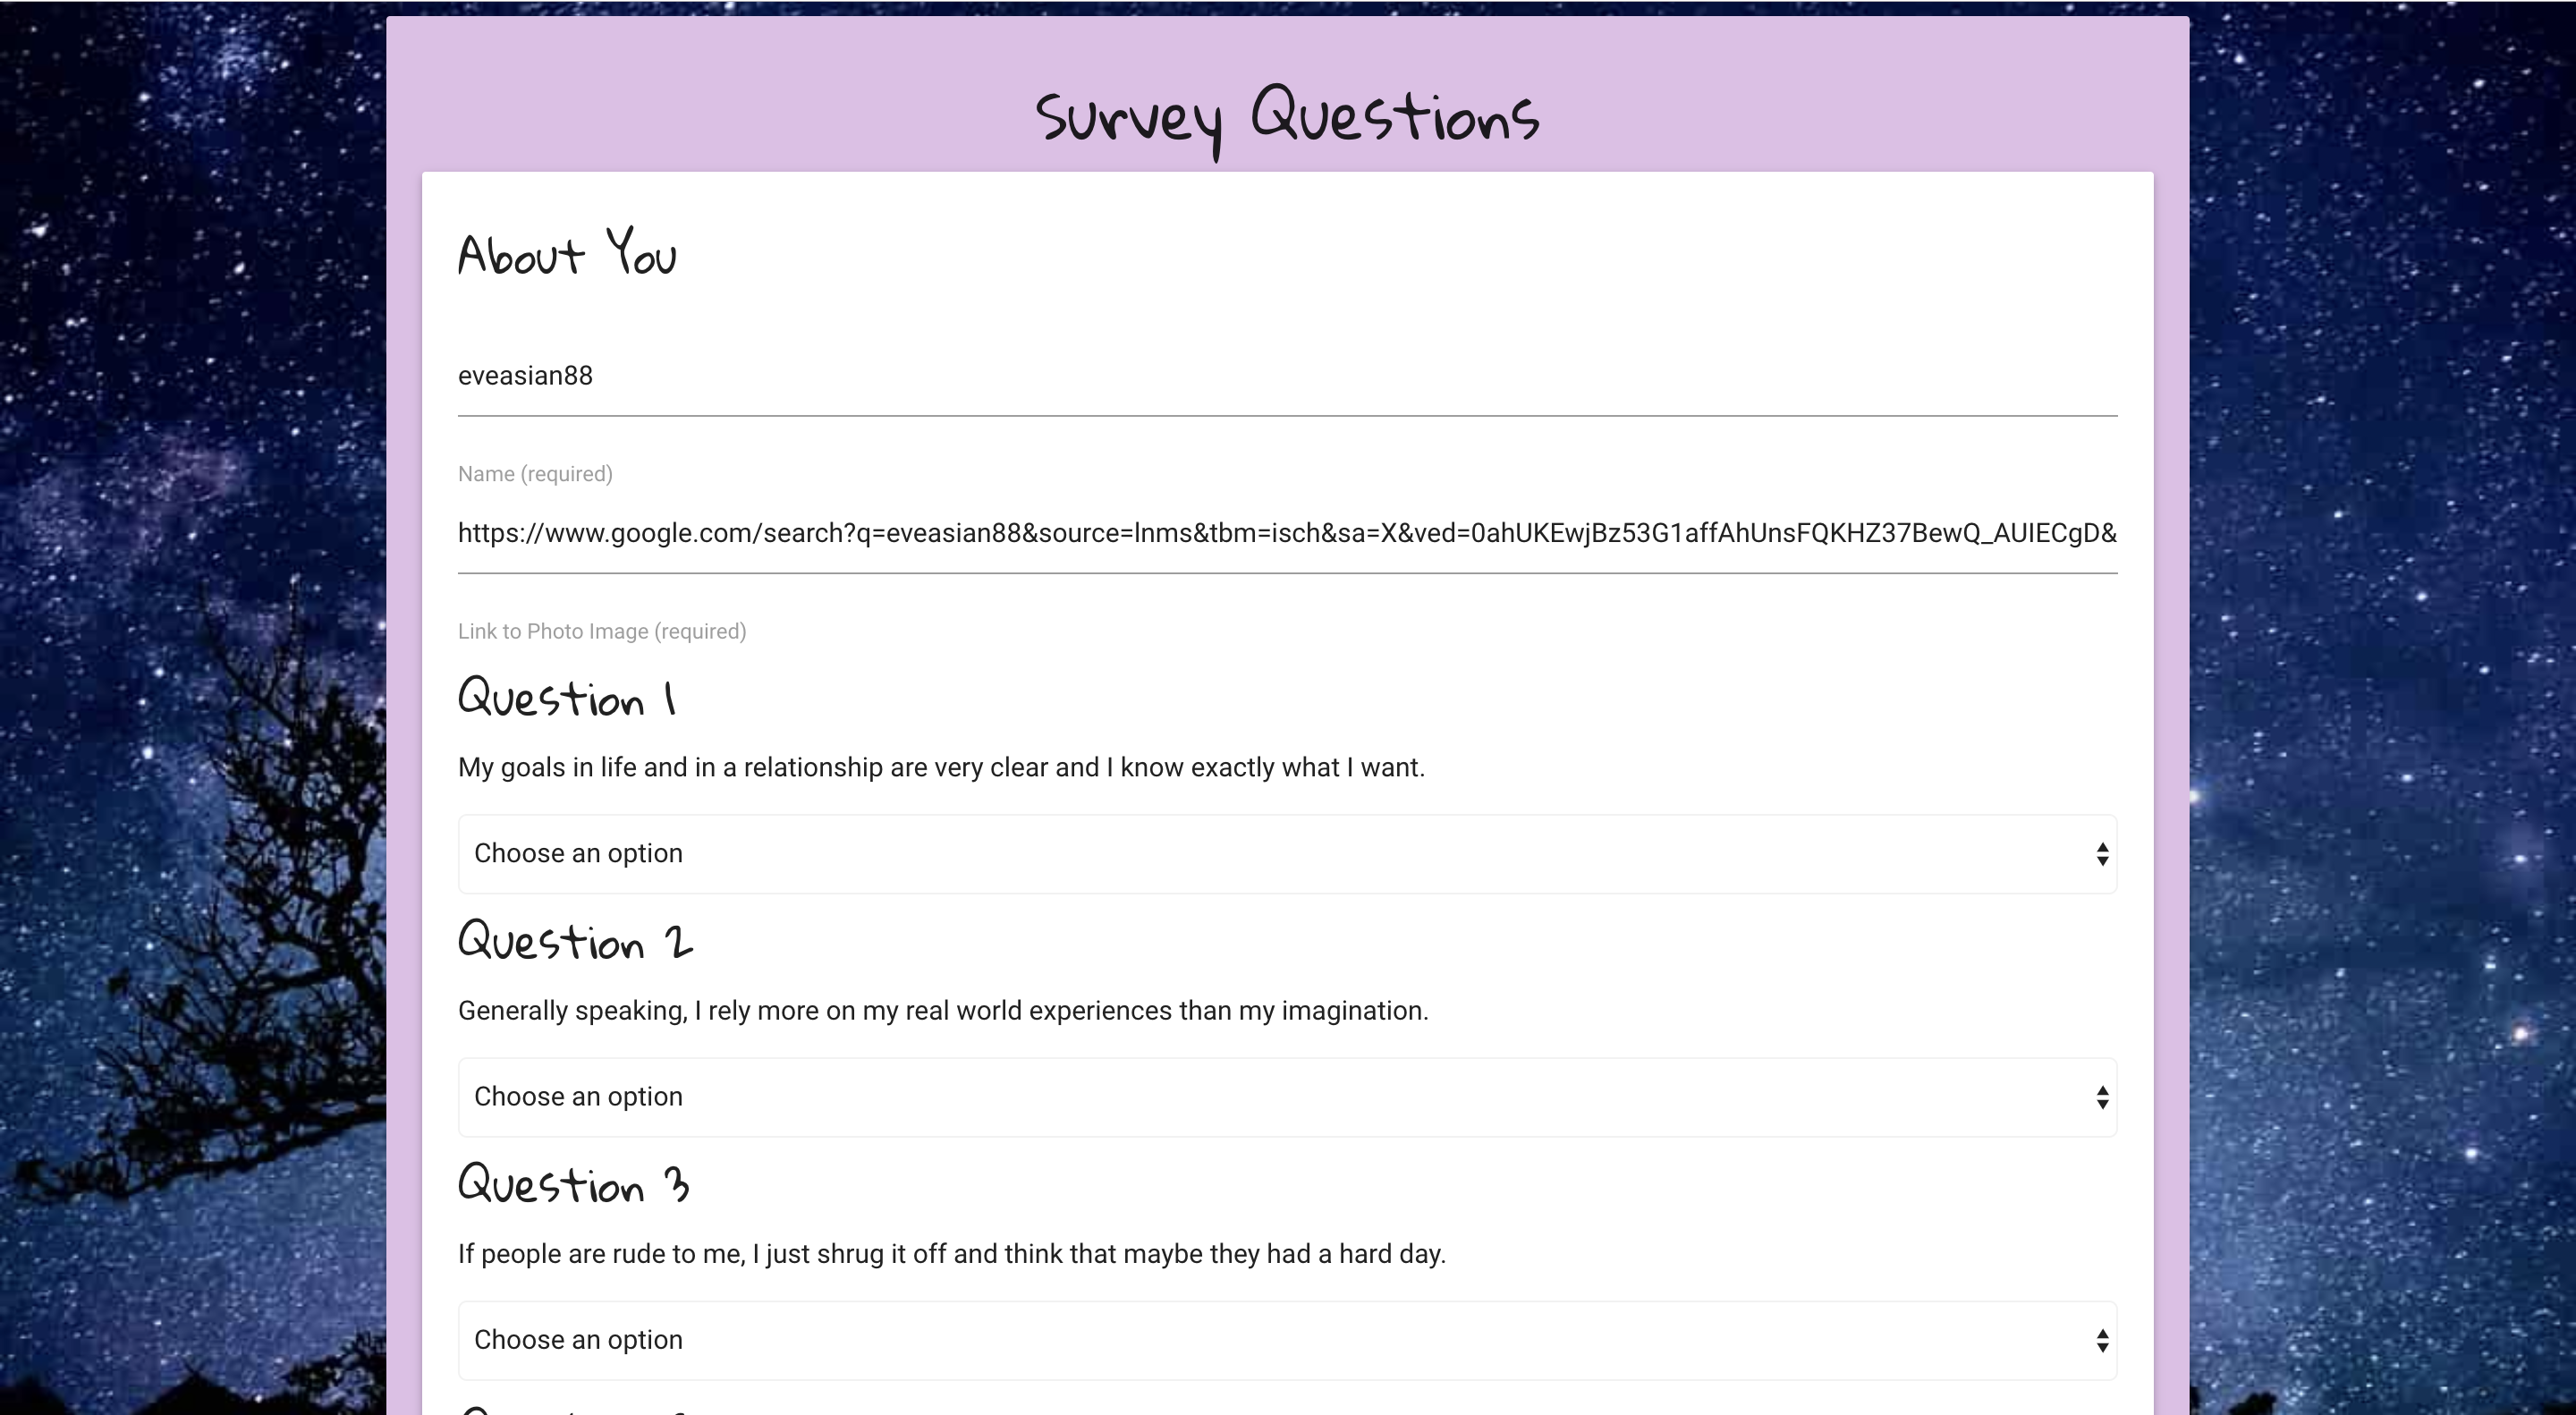 Survey Questions
About You
eveasian88
Name (required)
https://www.google.com/search?q=eveasian88&source=lnms&tbm=isch&sa=X&ved=0ahUKEwjBz53G1affAhUnsFQKHZ37BewQ_AUIECgD&
Link to Photo Image (required)
Question 1
My goals in life and in a relationship are very clear and I know exactly what I want.
Choose an option
Question 2
Generally speaking, I rely more on my real world experiences than my imagination.
Choose an option
Question 3
If people are rude to me, I just shrug it off and think that maybe they had a hard day.
Choose an option